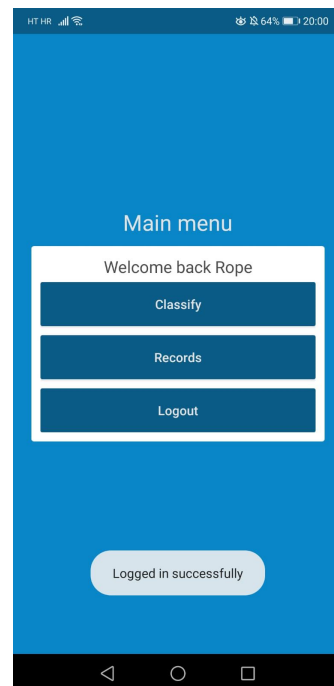 HT HR 64% 20:00
Main menu
Welcome back Rope
Classify
Records
Logout
Logged in successfully